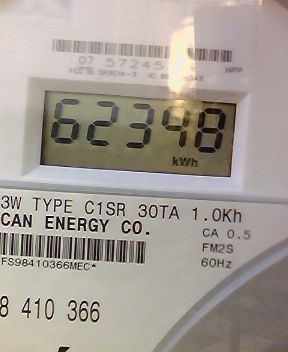 07 57245
HPP
62348
kWh
3W TYPE C1SR 30TA 1.0Kh
CAN ENERGY CO.
CA 0.5
FM2S
FS98410366MEC*
60Hz
8 410 366